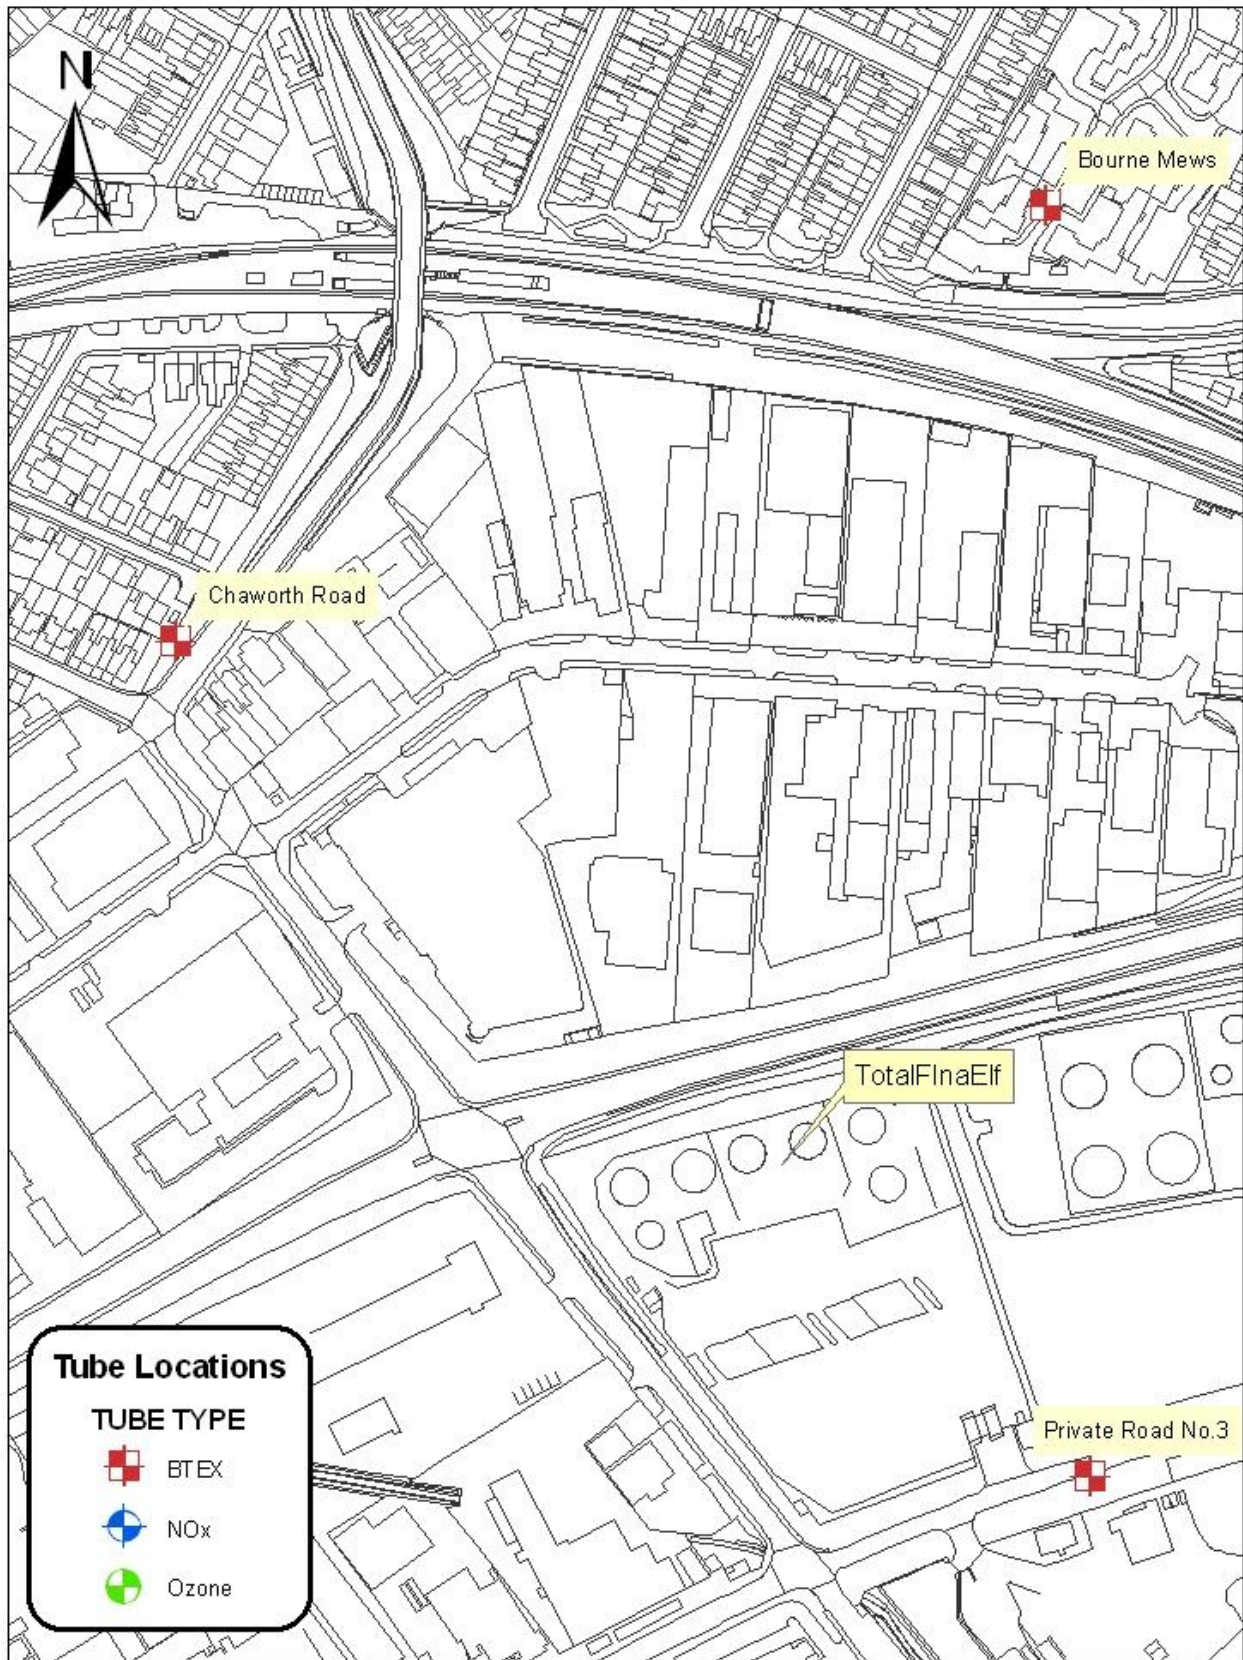 N
Bourne Mews
Chaworth Road
TotalFInaElf
Private Road No.3
Tube Locations
TUBE TYPE
BTEX
NOx
Ozone